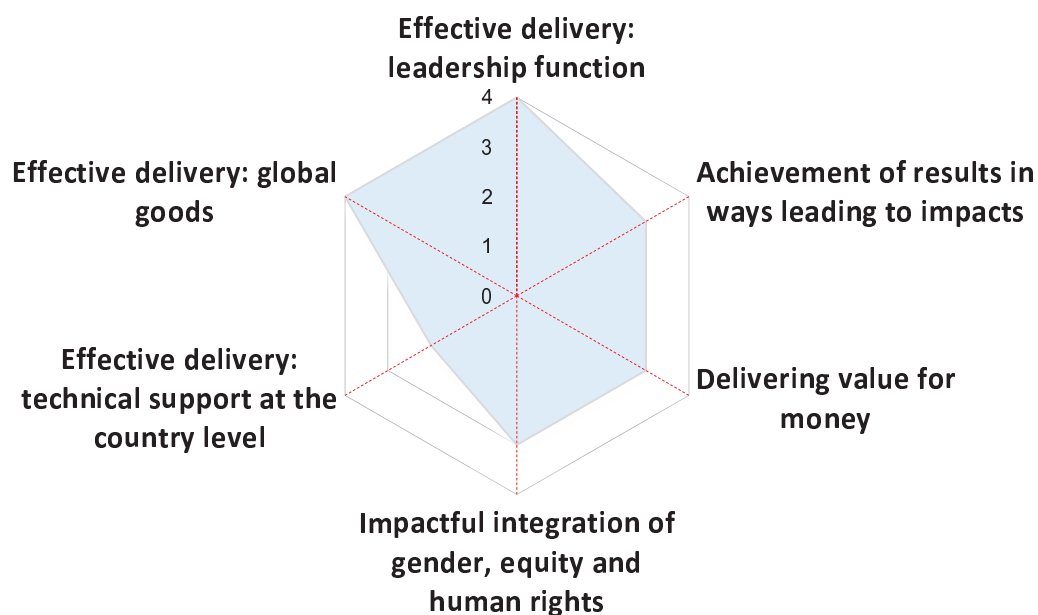 Effective delivery:
leadership function
4
3
2
1
0
Effective delivery: global
goods
Achievement of results in
ways leading to impacts
Effective delivery:
technical support at the
country level
Delivering value for
money
Impactful integration of
gender, equity and
human rights